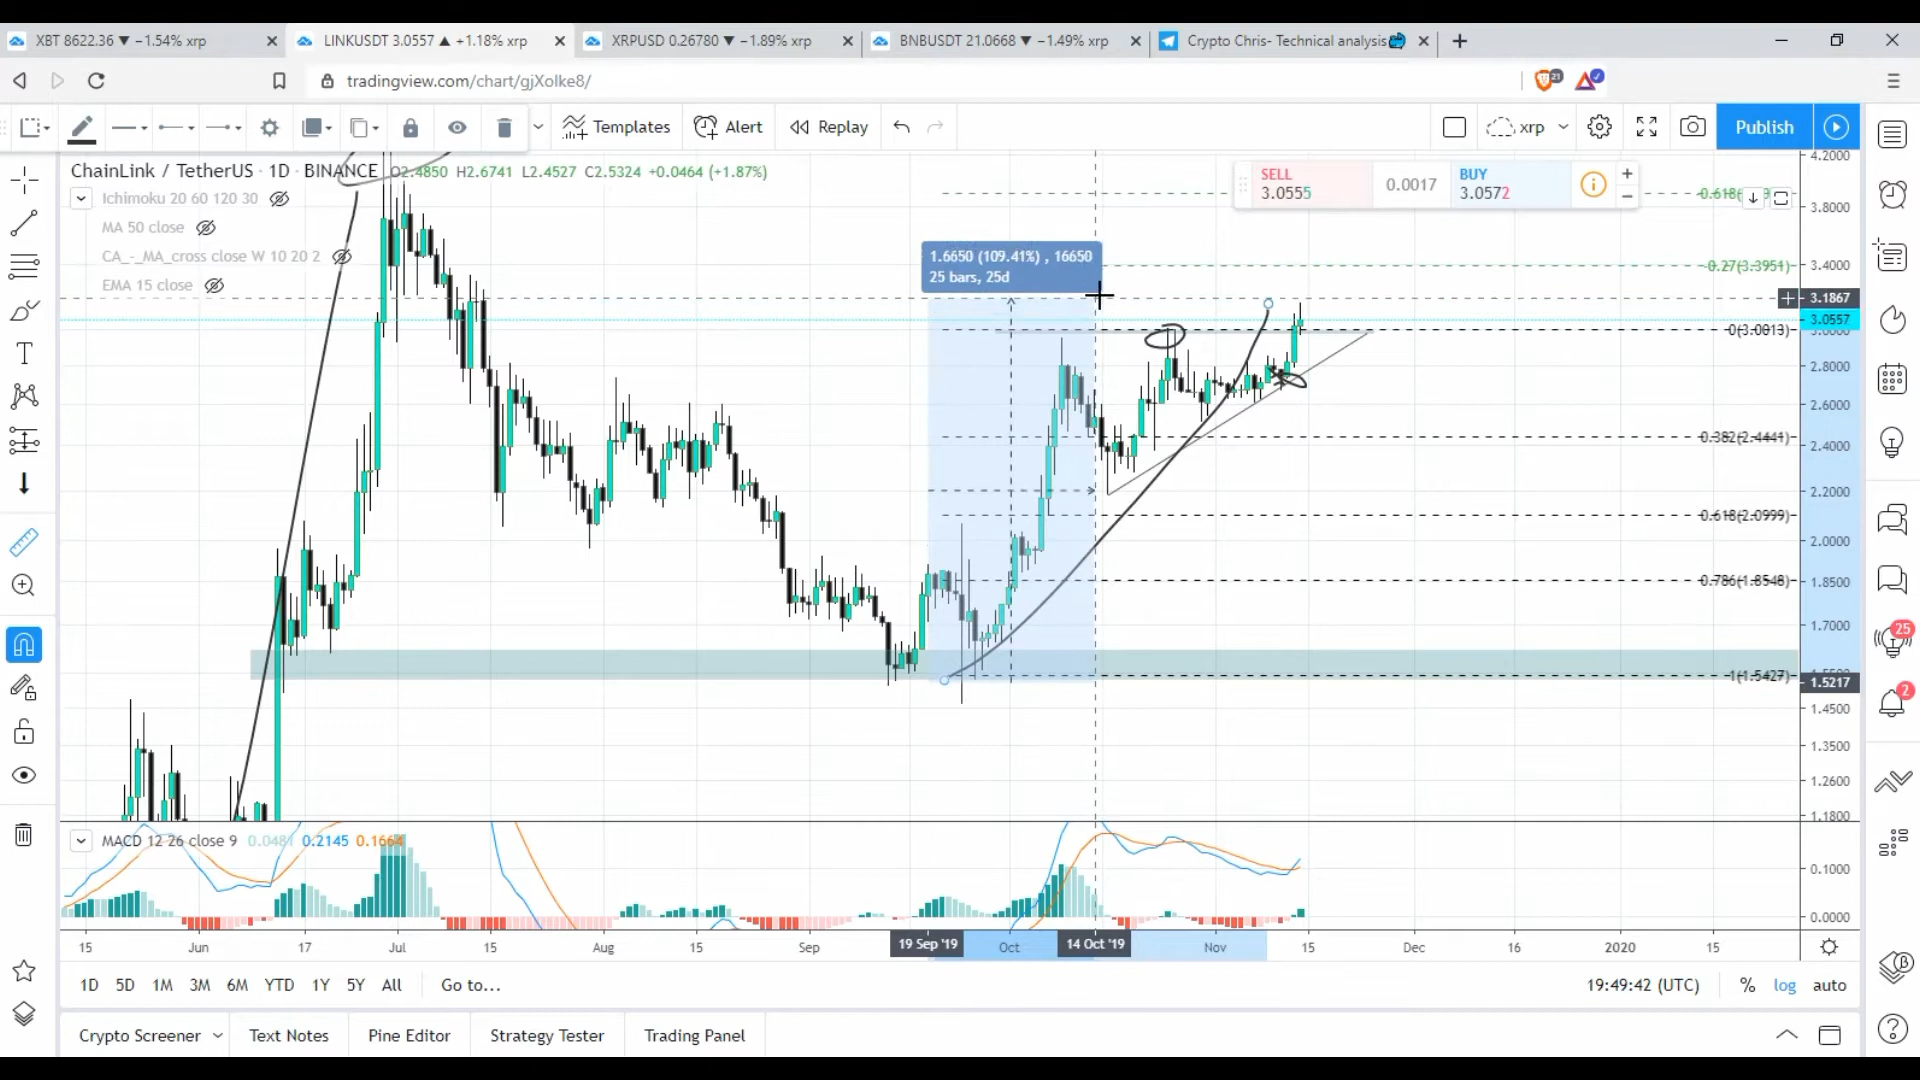 XBT 8622.36 ▼ −1.54% xrp
LINKUSDT 3.0557 ▲ +1.18% xrp
XRPUSD 0.26780 ▼ −1.89% xrp
BNBUSDT 21.0668 ▼ −1.49% xrp
Crypto Chris- Technical analysis
tradingview.com/chart/gjXolke8/
21
Templates
Alert
Replay
xrp
Publish
ChainLink / TetherUS · 1D · BINANCE
O2.4850 H2.6741 L2.4527 C2.5324 +0.0464 (+1.87%)
Ichimoku 20 60 120 30
MA 50 close
CA_-_MA_cross close W 10 20 2
EMA 15 close
SELL
3.0555
0.0017
BUY
3.0572
1.6650 (109.41%) , 16650
25 bars, 25d
-0.27(3.3951)
0(3.0013)
0.382(2.4441)
0.618(2.0999)
0.786(1.8548)
1(1.5427)
4.2000
3.8000
3.4000
3.1867
3.0557
2.8000
2.6000
2.4000
2.2000
2.0000
1.8500
1.7000
1.5217
1.4500
1.3500
1.2600
1.1800
MACD 12 26 close 9 0.0481 0.2145 0.1664
0.1000
0.0000
15
Jun
17
Jul
15
Aug
15
Sep
19 Sep '19
Oct
14 Oct '19
Nov
15
Dec
16
2020
15
1D
5D
1M
3M
6M
YTD
1Y
5Y
All
Go to...
19:49:42 (UTC)
%
log
auto
Crypto Screener
Text Notes
Pine Editor
Strategy Tester
Trading Panel
25
2